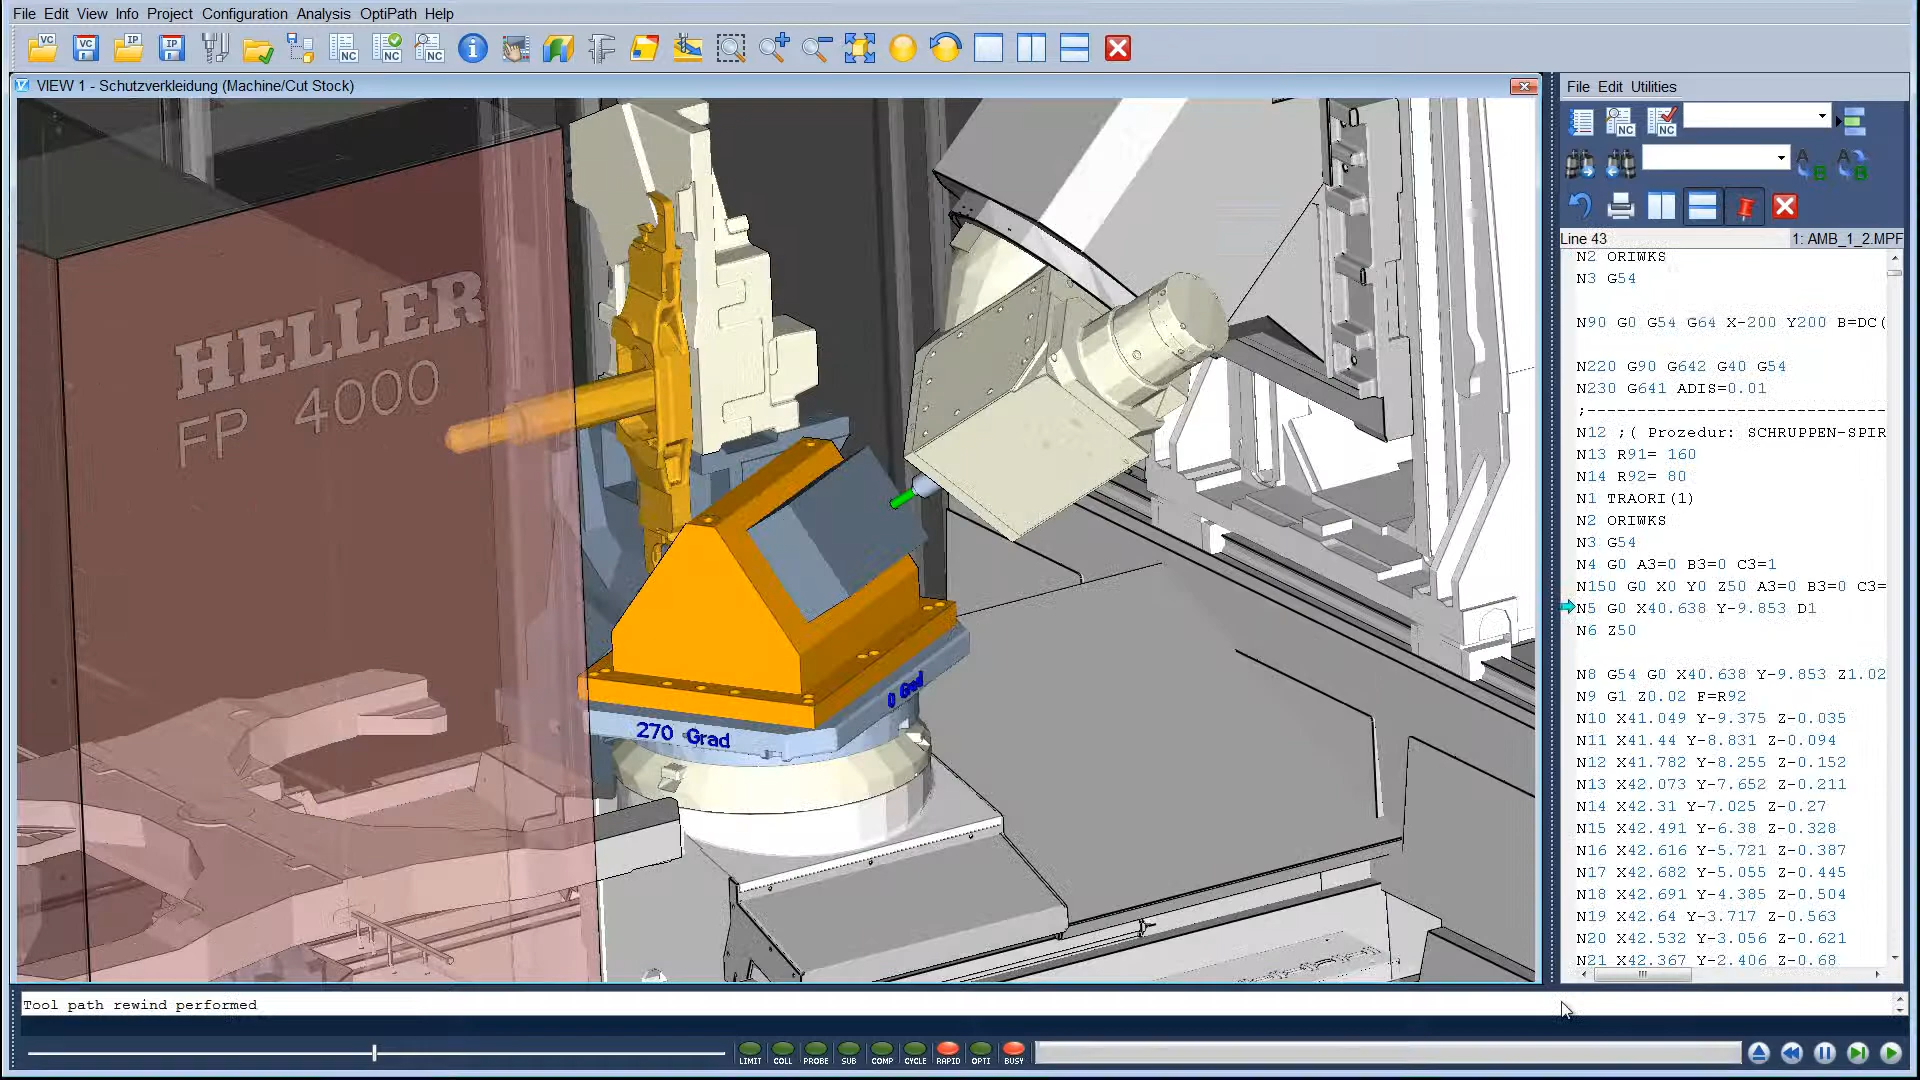 File Edit View Info Project Configuration Analysis OptiPath Help
VC VC IP IP NC NC NC
VIEW 1 - Schutzverkleidung (Machine/Cut Stock)
HELLER
FP 4000
270 Grad
0 Grad
File Edit Utilities
NC NC
A B A B
Line 43 1: AMB_1_2.MPF
N2 ORIWKS
N3 G54
N90 G0 G54 G64 X-200 Y200 B=DC(
N220 G90 G642 G40 G54
N230 G641 ADIS=0.01
;------------------------------
N12 ;( Prozedur: SCHRUPPEN-SPIR
N13 R91= 160
N14 R92= 80
N1 TRAORI(1)
N2 ORIWKS
N3 G54
N4 G0 A3=0 B3=0 C3=1
N150 G0 X0 Y0 Z50 A3=0 B3=0 C3=
N5 G0 X40.638 Y-9.853 D1
N6 Z50
N8 G54 G0 X40.638 Y-9.853 Z1.02
N9 G1 Z0.02 F=R92
N10 X41.049 Y-9.375 Z-0.035
N11 X41.44 Y-8.831 Z-0.094
N12 X41.782 Y-8.255 Z-0.152
N13 X42.073 Y-7.652 Z-0.211
N14 X42.31 Y-7.025 Z-0.27
N15 X42.491 Y-6.38 Z-0.328
N16 X42.616 Y-5.721 Z-0.387
N17 X42.682 Y-5.055 Z-0.445
N18 X42.691 Y-4.385 Z-0.504
N19 X42.64 Y-3.717 Z-0.563
N20 X42.532 Y-3.056 Z-0.621
N21 X42.367 Y-2.406 Z-0.68
Tool path rewind performed
LIMIT COLL PROBE SUB COMP CYCLE RAPID OPTI BUSY